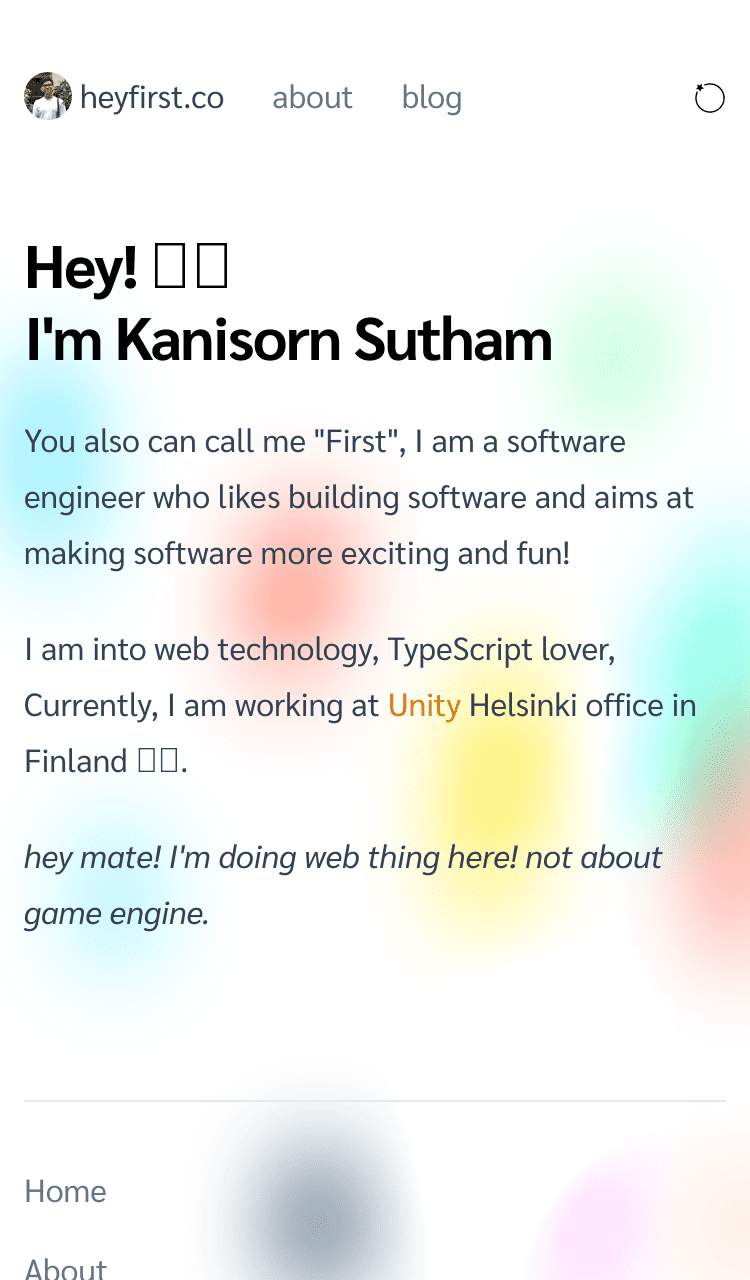 heyfirst.co about blog
Hey!
I'm Kanisorn Sutham
You also can call me "First", I am a software
engineer who likes building software and aims at
making software more exciting and fun!
I am into web technology, TypeScript lover,
Currently, I am working at Unity Helsinki office in
Finland .
hey mate! I'm doing web thing here! not about
game engine.
Home
About